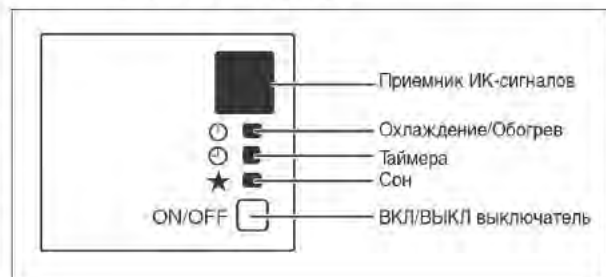 Приемник ИК-сигналов
Охлаждение/Обогрев
Таймера
Сон
ON/OFF ВКЛ/ВЫКЛ выключатель